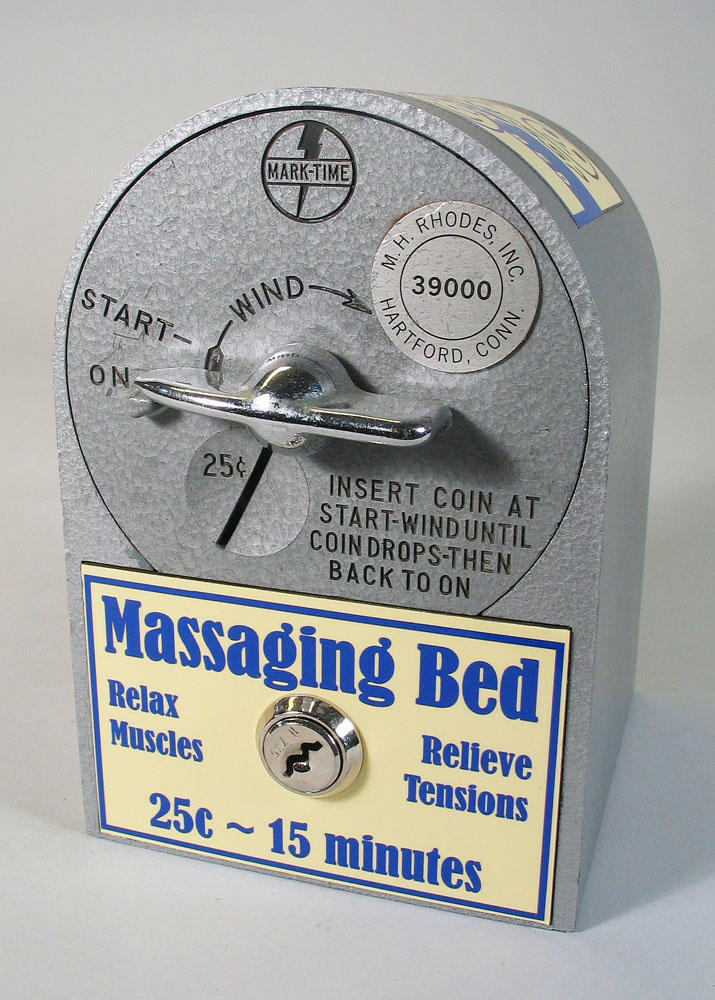 MARK-TIME
M. H. RHODES, INC.
39000
HARTFORD, CONN.
WIND
START-
ON
25¢
INSERT COIN AT
START-WIND UNTIL
COIN DROPS-THEN
BACK TO ON
Massaging Bed
Relax
Muscles
Relieve
Tensions
25c ~ 15 minutes